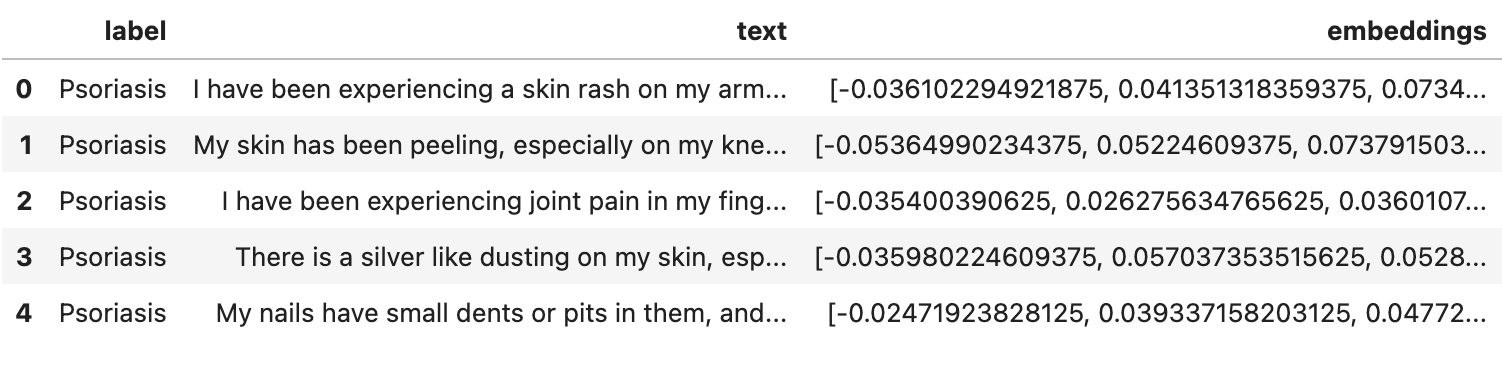 label text embeddings
0 Psoriasis I have been experiencing a skin rash on my arm... [-0.036102294921875, 0.041351318359375, 0.0734...
1 Psoriasis My skin has been peeling, especially on my kne... [-0.05364990234375, 0.05224609375, 0.073791503...
2 Psoriasis I have been experiencing joint pain in my fing... [-0.035400390625, 0.026275634765625, 0.0360107...
3 Psoriasis There is a silver like dusting on my skin, esp... [-0.035980224609375, 0.057037353515625, 0.0528...
4 Psoriasis My nails have small dents or pits in them, and... [-0.02471923828125, 0.039337158203125, 0.04772...